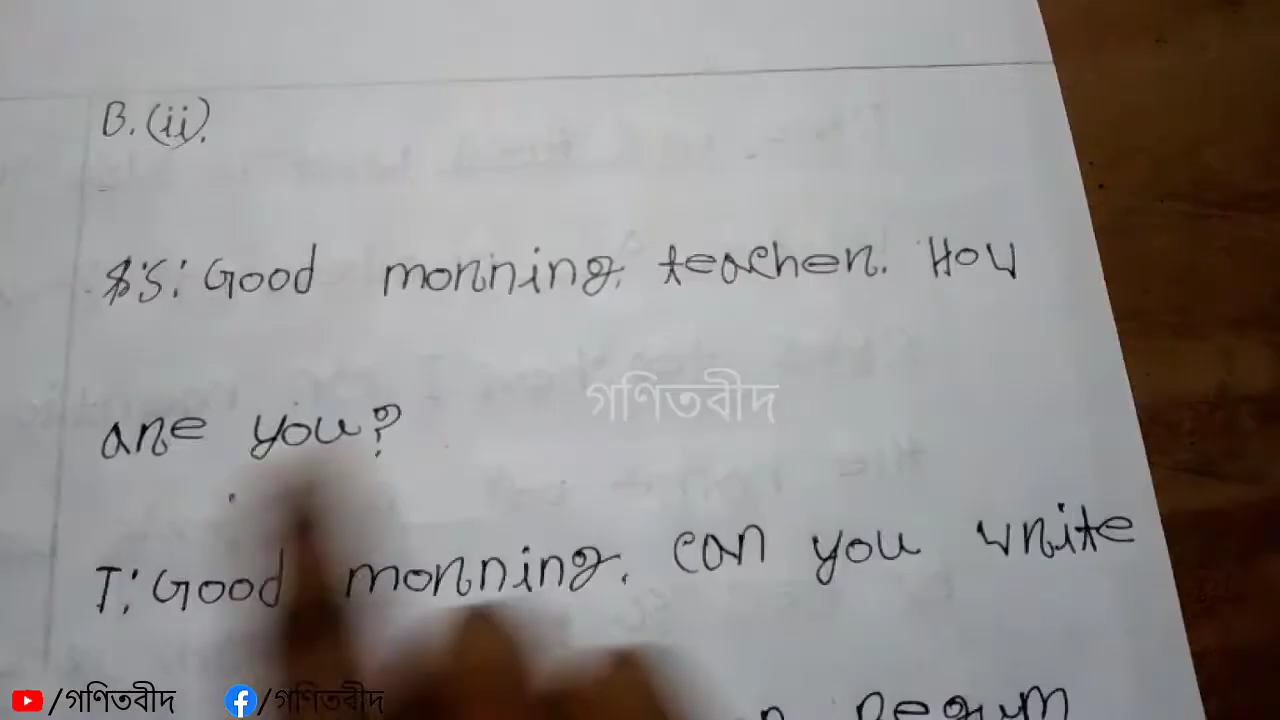 B. (ii).
S: Good morning, teacher. How
are you?
গণিতবীদ
T: Good morning. can you write
/গণিতবীদ /গণিতবীদ